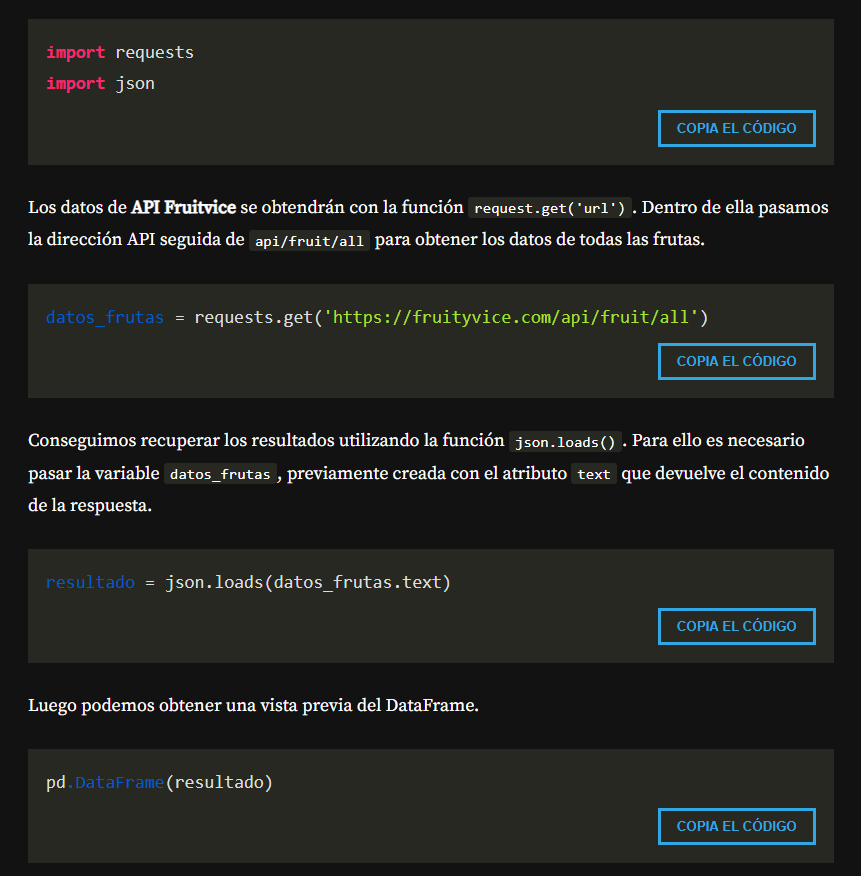 import requests
import json
COPIA EL CÓDIGO
Los datos de API Fruitvice se obtendrán con la función request.get('url') . Dentro de ella pasamos
la dirección API seguida de api/fruit/all para obtener los datos de todas las frutas.
datos_frutas = requests.get('https://fruityvice.com/api/fruit/all')
COPIA EL CÓDIGO
Conseguimos recuperar los resultados utilizando la función json.loads() . Para ello es necesario
pasar la variable datos_frutas , previamente creada con el atributo text que devuelve el contenido
de la respuesta.
resultado = json.loads(datos_frutas.text)
COPIA EL CÓDIGO
Luego podemos obtener una vista previa del DataFrame.
pd.DataFrame(resultado)
COPIA EL CÓDIGO